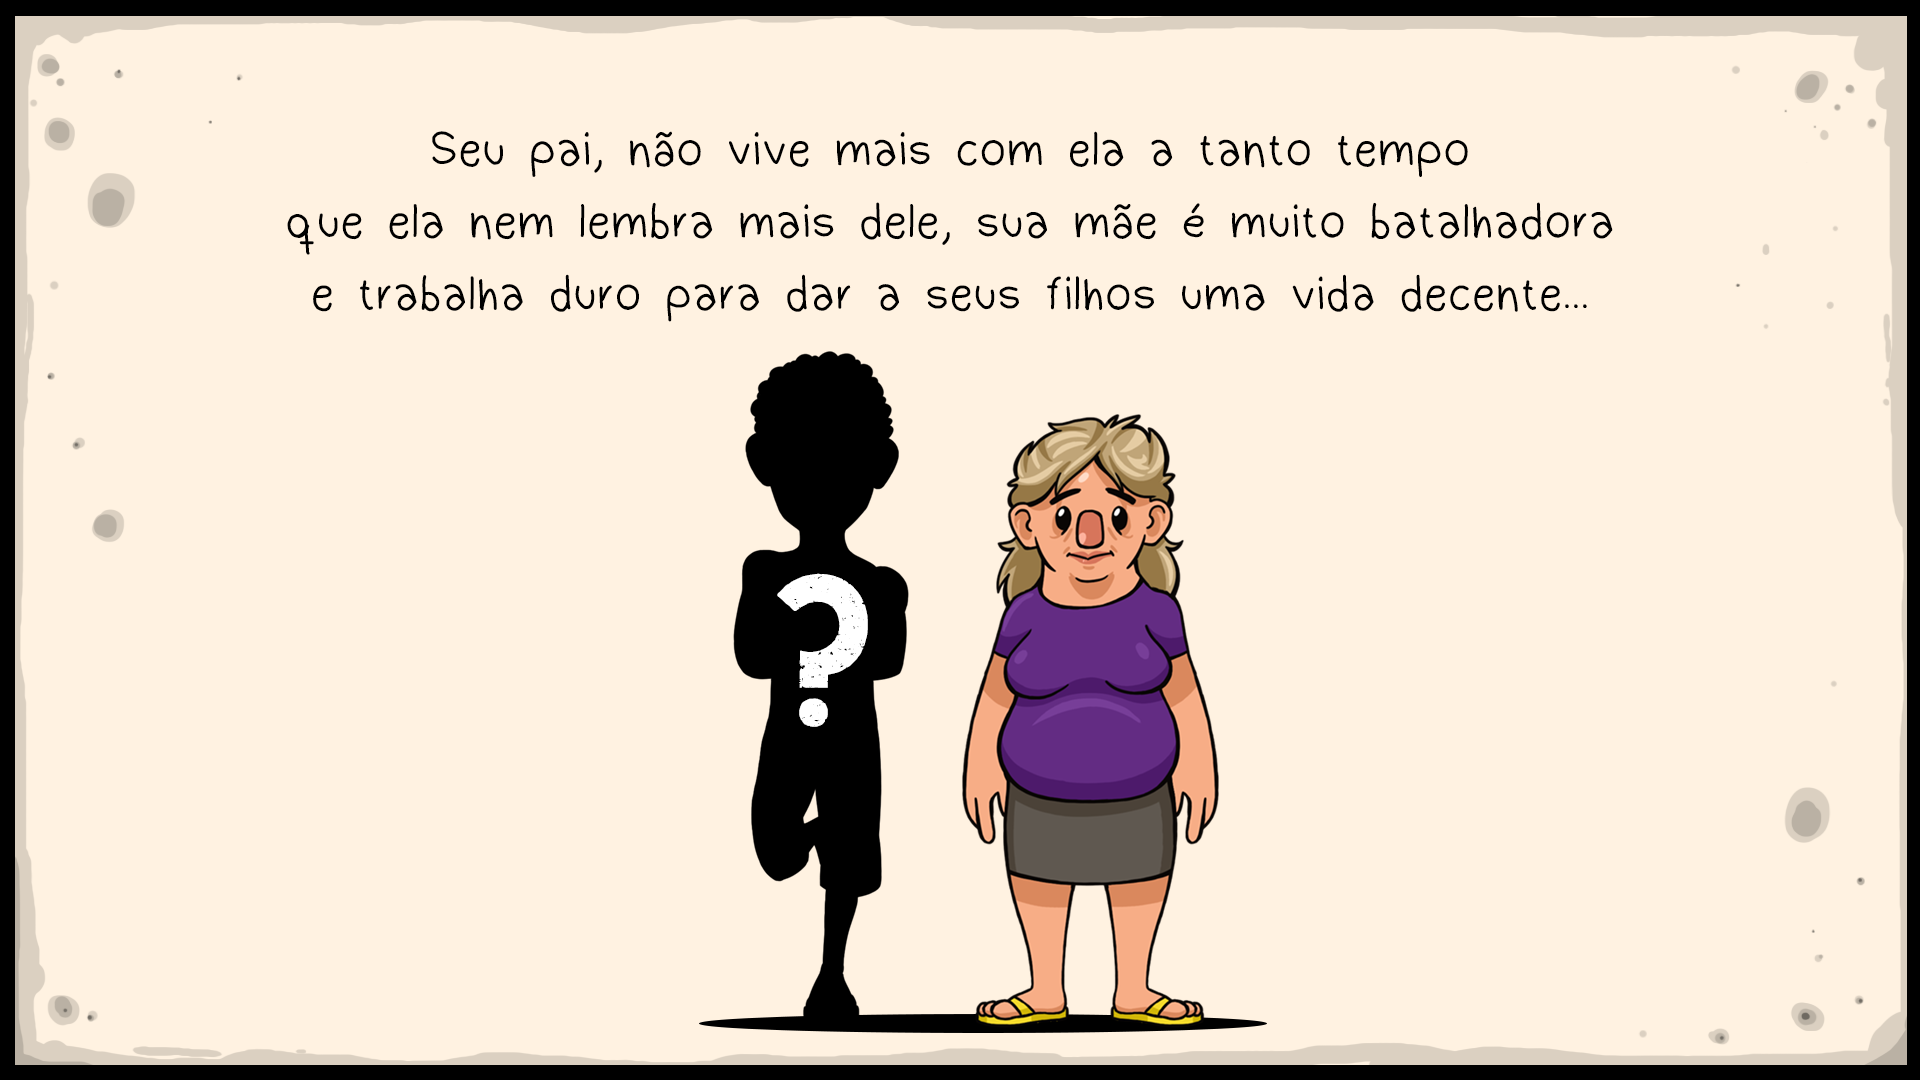 Seu pai, não vive mais com ela a tanto tempo
que ela nem lembra mais dele, sua mãe é muito batalhadora
e trabalha duro para dar a seus filhos uma vida decente...
?